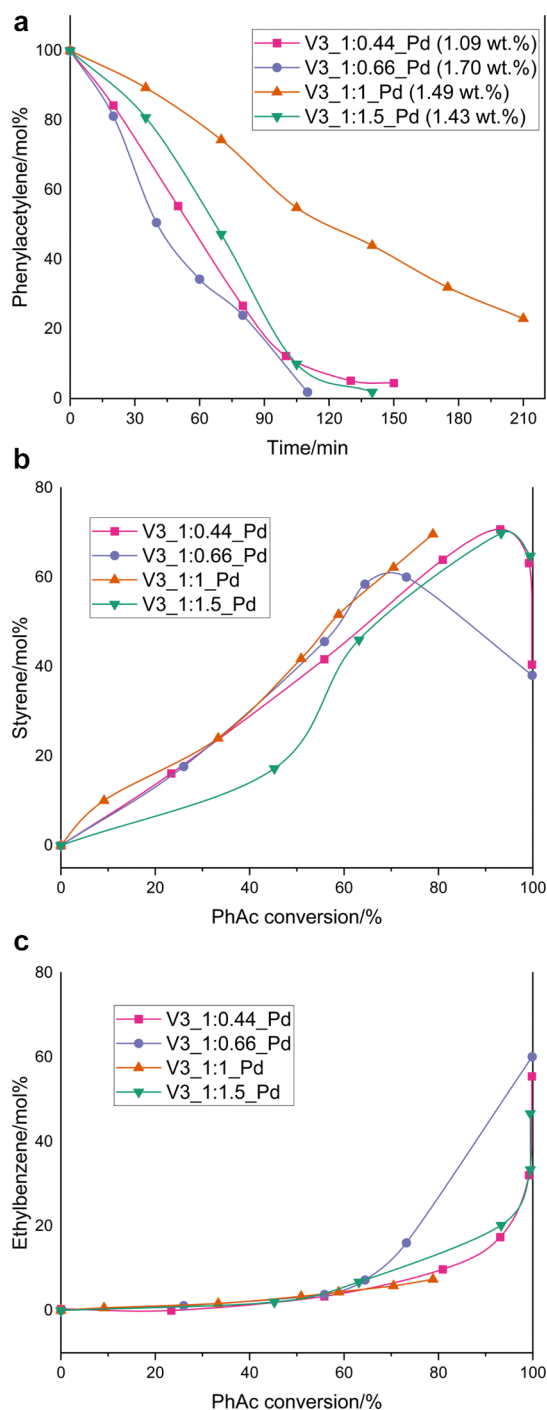 a
V3_1:0.44_Pd (1.09 wt.%)
V3_1:0.66_Pd (1.70 wt.%)
V3_1:1_Pd (1.49 wt.%)
V3_1:1.5_Pd (1.43 wt.%)
Phenylacetylene/mol%
100
80
60
40
20
0
0 30 60 90 120 150 180 210
Time/min
b
V3_1:0.44_Pd
V3_1:0.66_Pd
V3_1:1_Pd
V3_1:1.5_Pd
Styrene/mol%
80
60
40
20
0
0 20 40 60 80 100
PhAc conversion/%
c
V3_1:0.44_Pd
V3_1:0.66_Pd
V3_1:1_Pd
V3_1:1.5_Pd
Ethylbenzene/mol%
80
60
40
20
0
0 20 40 60 80 100
PhAc conversion/%